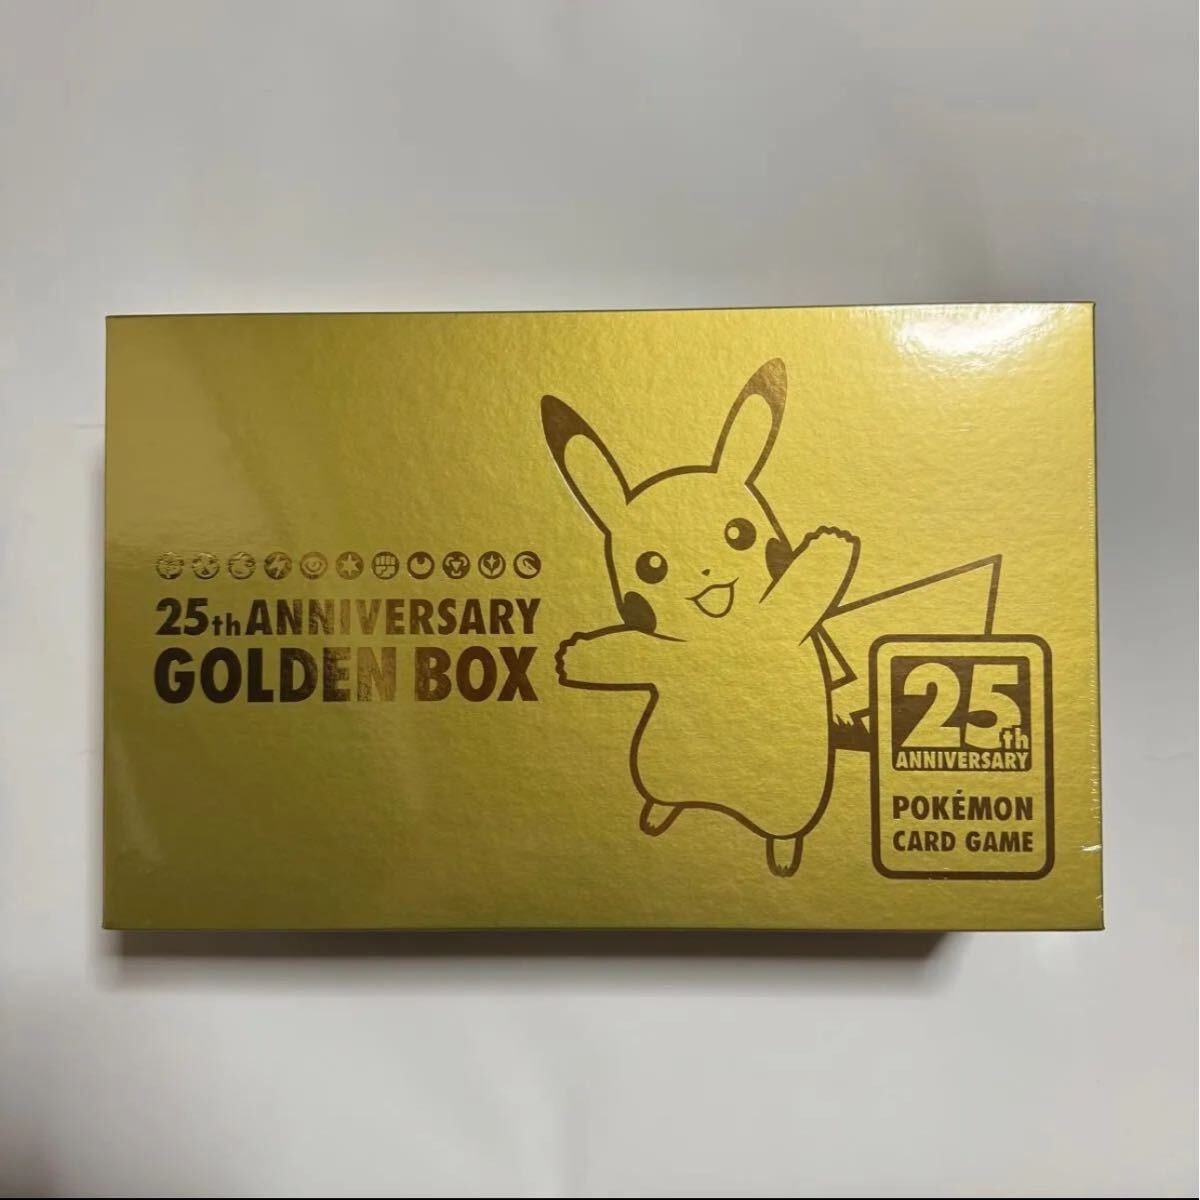 25th ANNIVERSARY
GOLDEN BOX
25th
ANNIVERSARY
POKÉMON
CARD GAME